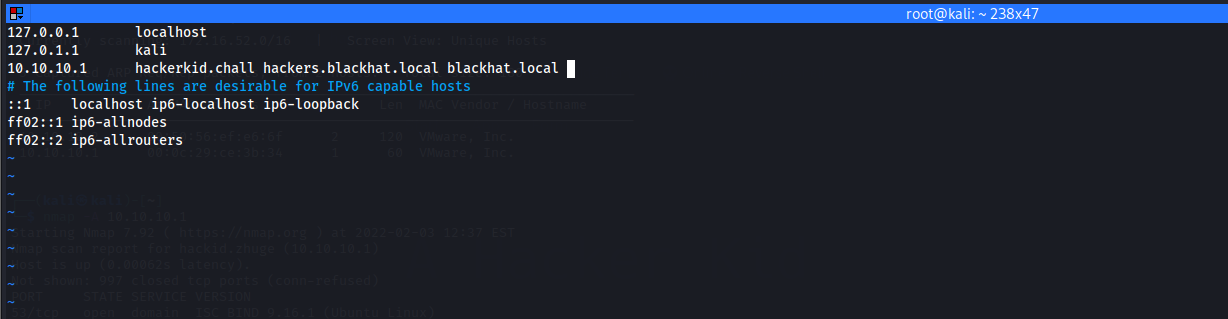 root@kali: ~ 238x47
127.0.0.1 localhost
127.0.1.1 kali
10.10.10.1 hackerkid.chall hackers.blackhat.local blackhat.local
# The following lines are desirable for IPv6 capable hosts
::1 localhost ip6-localhost ip6-loopback
ff02::1 ip6-allnodes
ff02::2 ip6-allrouters
~
~
~
~
~
~
~
~
~